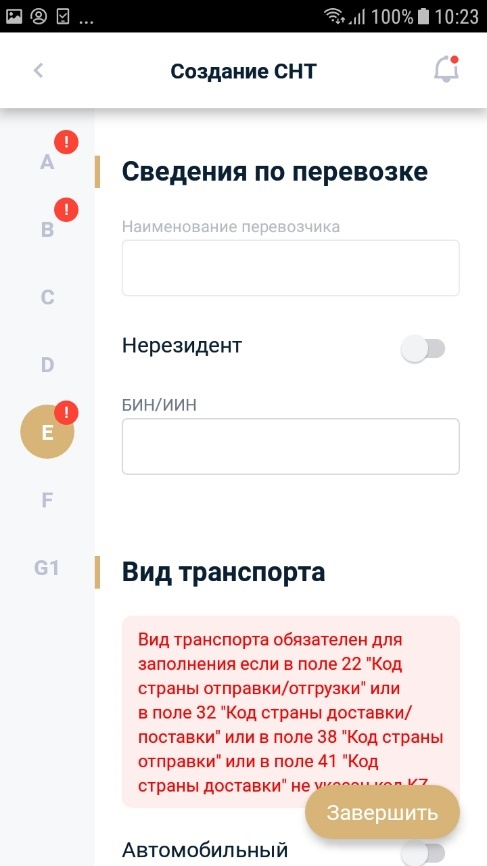 ... 100% 10:23
Создание СНТ
A !
B !
C
D
E !
F
G1
Сведения по перевозке
Наименование перевозчика
Нерезидент
БИН/ИИН
Вид транспорта
Вид транспорта обязателен для
заполнения если в поле 22 "Код
страны отправки/отгрузки" или
в поле 32 "Код страны доставки/
поставки" или в поле 38 "Код страны
отправки" или в поле 41 "Код
страны доставки" не указан код KZ
Завершить
Автомобильный